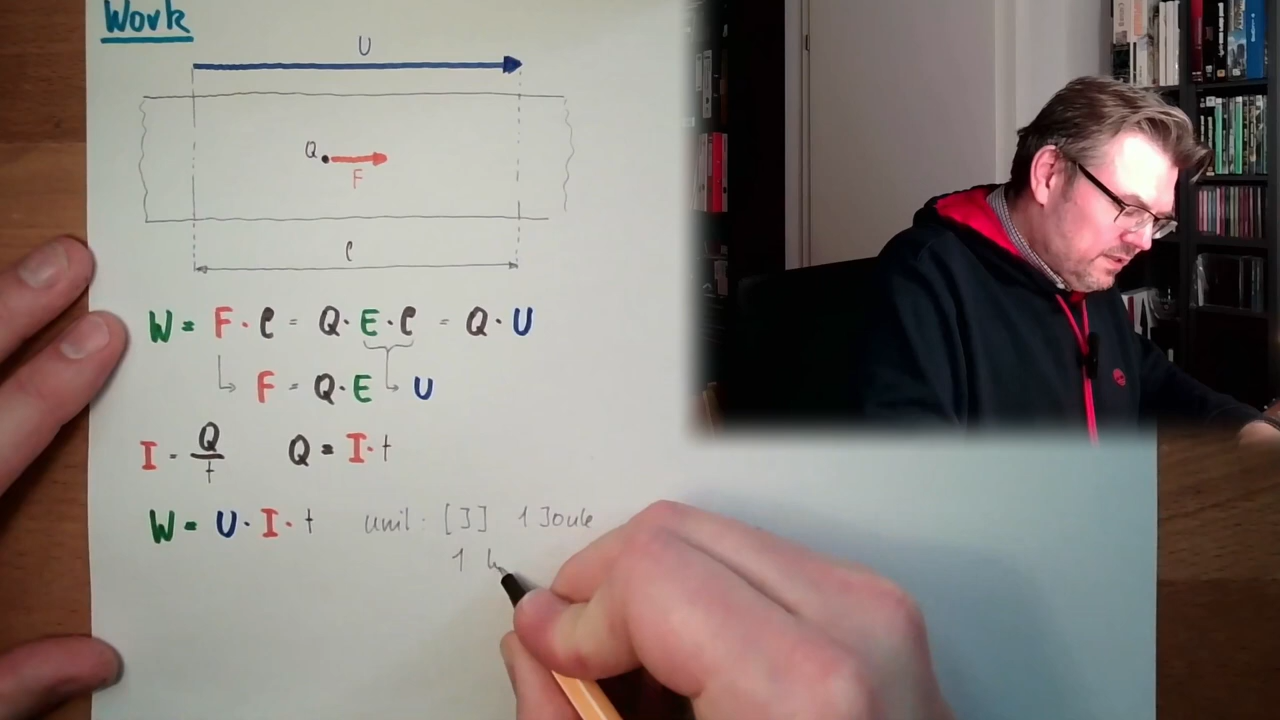 Work
U
Q
F
l
W = F · l = Q · E · l = Q · U
F = Q · E U
I = Q/t Q = I · t
W = U · I · t unit : [J] 1 Joule
1